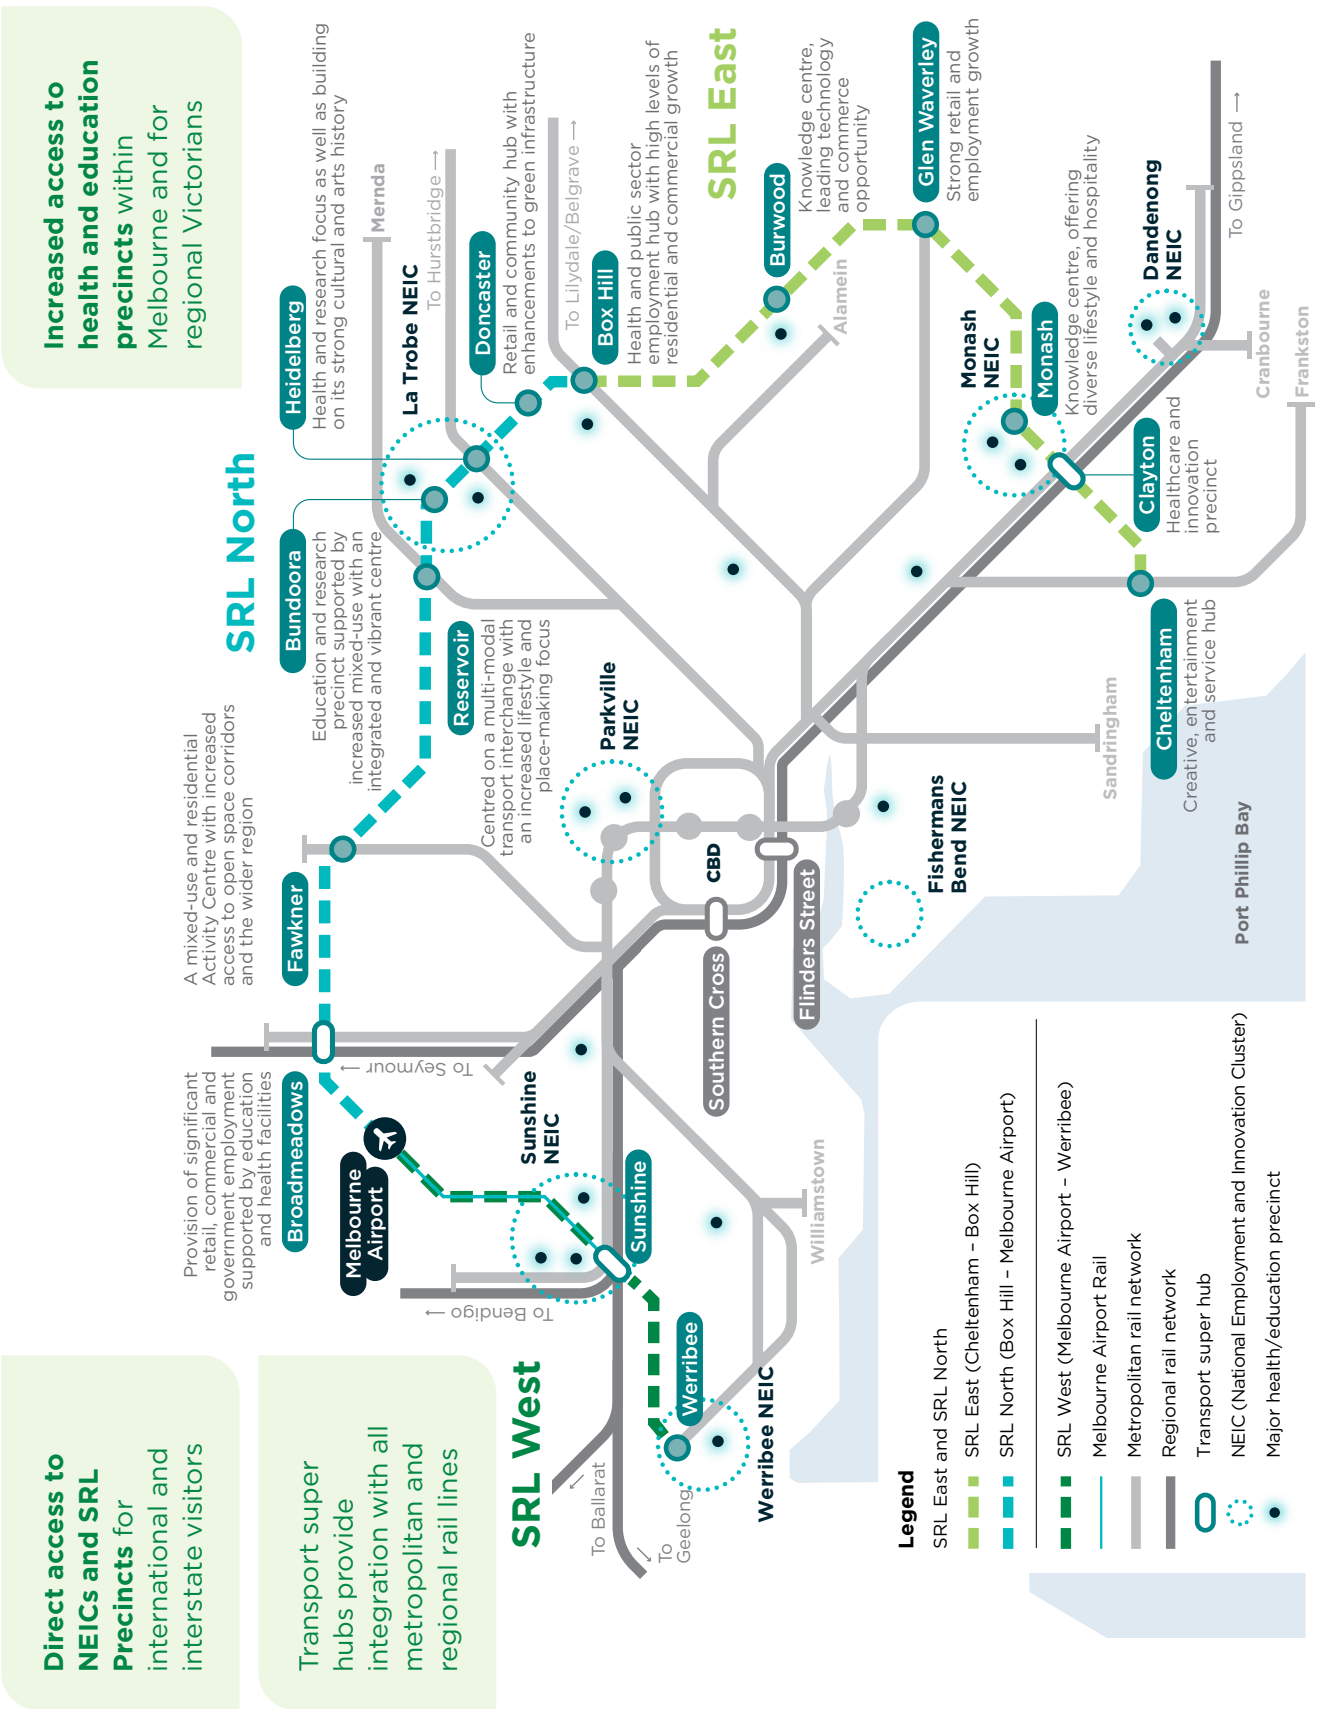 Direct access to
NEICs and SRL
Precincts for
international and
interstate visitors
Transport super
hubs provide
integration with all
metropolitan and
regional rail lines
Increased access to
health and education
precincts within
Melbourne and for
regional Victorians
SRL North
SRL East
SRL West
Provision of significant
retail, commercial and
government employment
supported by education
and health facilities
Broadmeadows
A mixed-use and residential
Activity Centre with increased
access to open space corridors
and the wider region
Fawkner
Melbourne
Airport
Bundoora
Education and research
precinct supported by
increased mixed-use with an
integrated and vibrant centre
Heidelberg
Health and research focus as well as building
on its strong cultural and arts history
Mernda
La Trobe NEIC
To Hurstbridge →
Reservoir
Centred on a multi-modal
transport interchange with
an increased lifestyle and
place-making focus
Doncaster
Retail and community hub with
enhancements to green infrastructure
To Lilydale/Belgrave →
Box Hill
Health and public sector
employment hub with high levels of
residential and commercial growth
Burwood
Knowledge centre,
leading technology
and commerce
opportunity
Alamein
Glen Waverley
Strong retail and
employment growth
Monash
NEIC
Monash
Knowledge centre, offering
diverse lifestyle and hospitality
Clayton
Healthcare and
innovation
precinct
Dandenong
NEIC
To Gippsland →
Cranbourne
Frankston
Cheltenham
Creative, entertainment
and service hub
Sandringham
Parkville
NEIC
CBD
Southern Cross
Flinders Street
Fishermans
Bend NEIC
Port Phillip Bay
To Seymour →
To Bendigo →
Sunshine
NEIC
Sunshine
Williamstown
Werribee
Werribee NEIC
To Ballarat
←
To
Geelong
←
Legend
SRL East and SRL North
SRL East (Cheltenham – Box Hill)
SRL North (Box Hill – Melbourne Airport)
SRL West (Melbourne Airport – Werribee)
Melbourne Airport Rail
Metropolitan rail network
Regional rail network
Transport super hub
NEIC (National Employment and Innovation Cluster)
Major health/education precinct